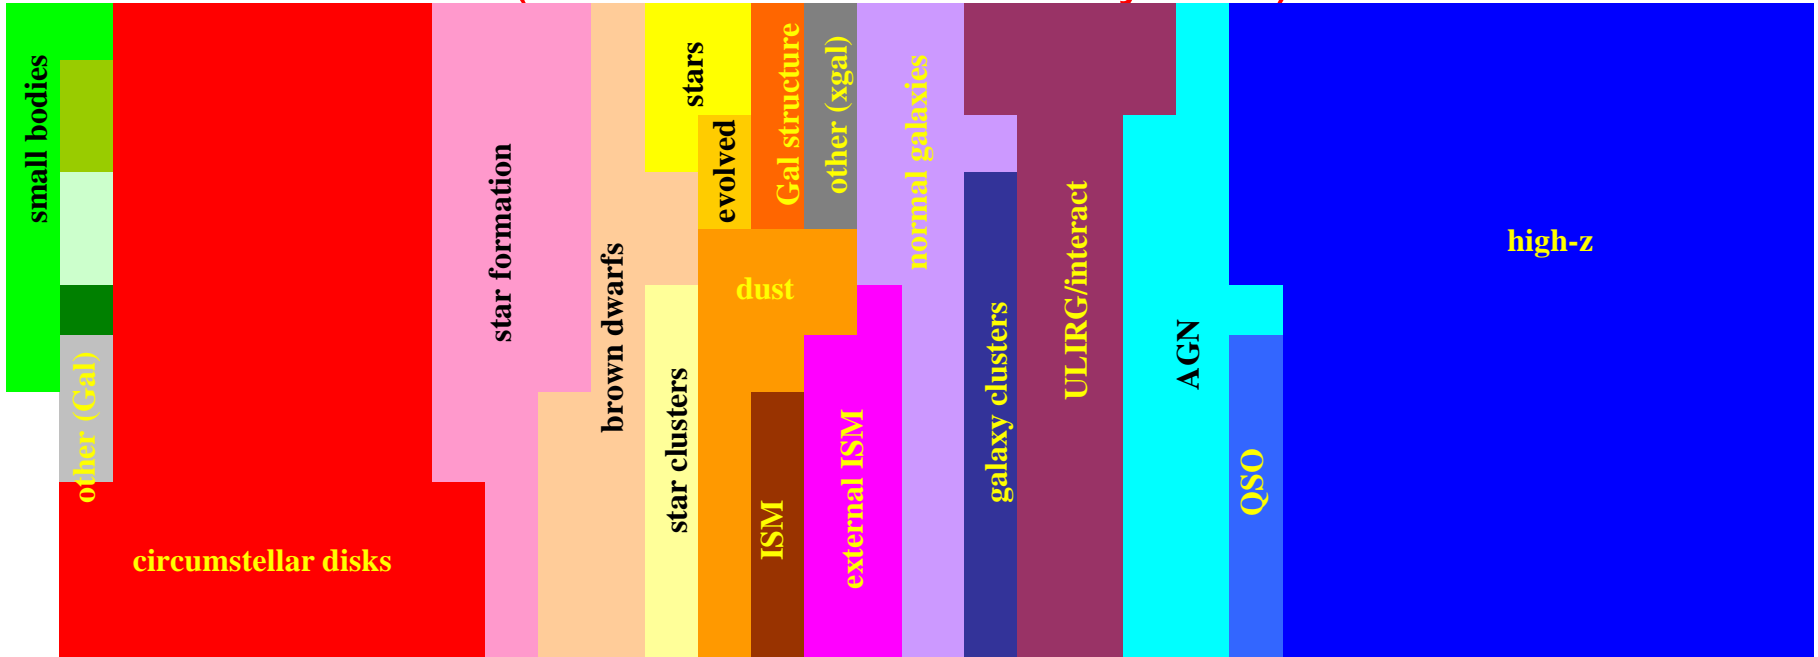 small bodies
other (Gal)
circumstellar disks
star formation
brown dwarfs
stars
evolved
star clusters
dust
Gal structure
ISM
other (xgal)
external ISM
normal galaxies
galaxy clusters
ULIRG/interact
AGN
QSO
high-z